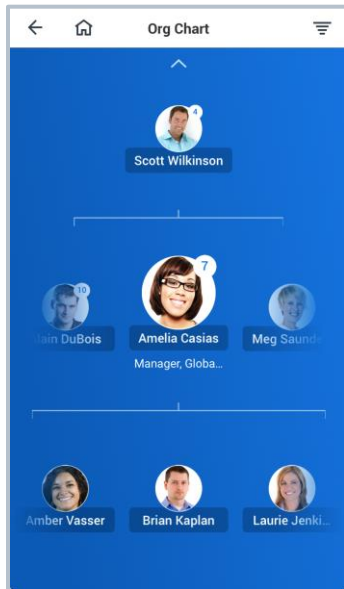 Org Chart
4
Scott Wilkinson
10
7
lain DuBois
Amelia Casias
Meg Saunde
Manager, Globa...
Amber Vasser
Brian Kaplan
Laurie Jenki...